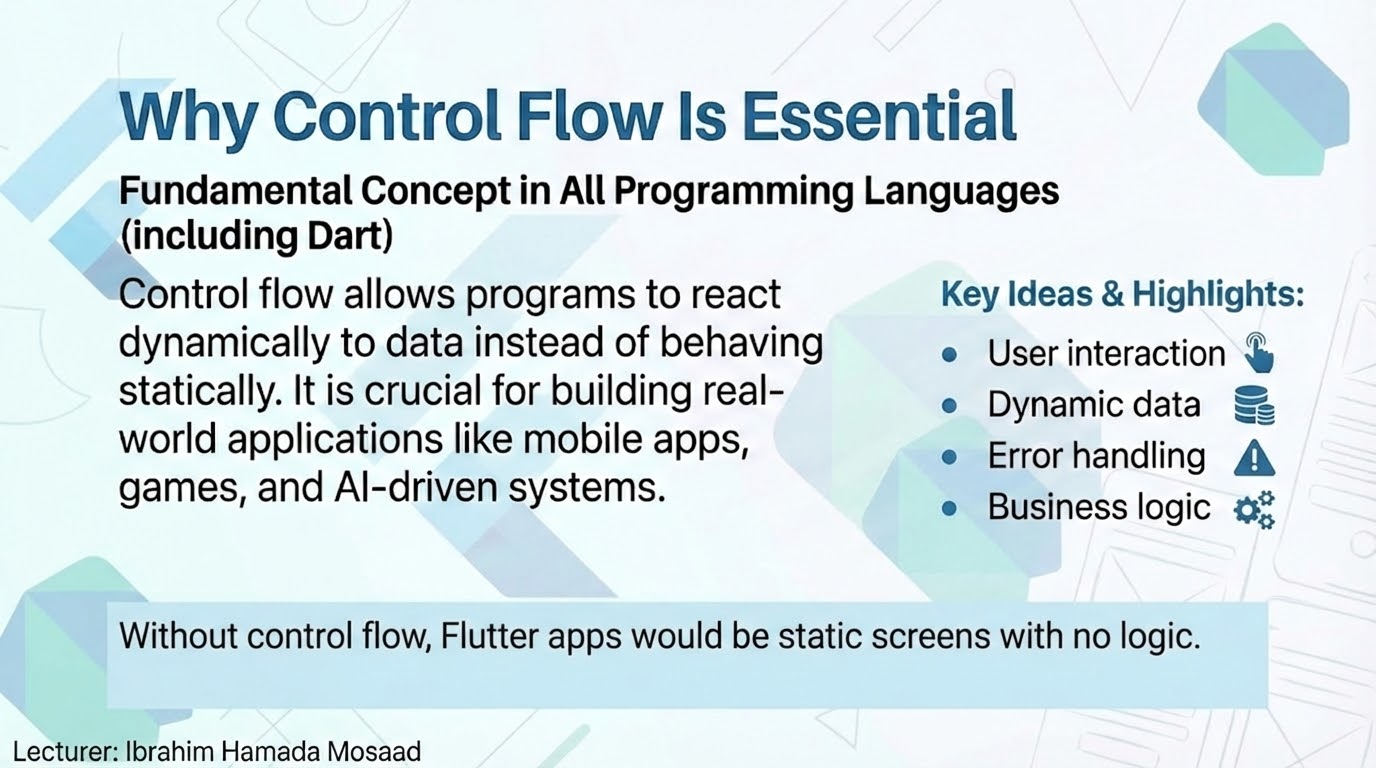 Why Control Flow Is Essential
Fundamental Concept in All Programming Languages
(including Dart)
Control flow allows programs to react
dynamically to data instead of behaving
statically. It is crucial for building real-
world applications like mobile apps,
games, and AI-driven systems.
Key Ideas & Highlights:
• User interaction
• Dynamic data
• Error handling
• Business logic
Without control flow, Flutter apps would be static screens with no logic.
Lecturer: Ibrahim Hamada Mosaad